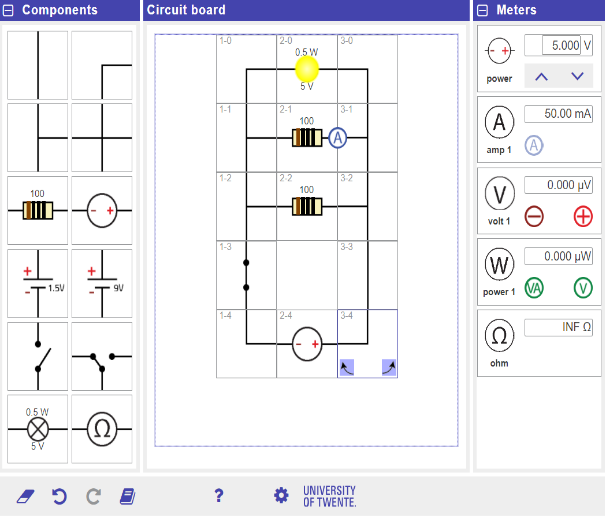 Components
Circuit board
Meters
1-0 2-0 3-0
0.5 W
5 V
1-1 2-1 3-1
100
A
1-2 2-2 3-2
100
1-3 3-3
1-4 2-4 3-4
- +
100
- +
+ - 1.5V
+ - 9V
0.5 W
5 V
Ω
- +
power
5.000 V
A
amp 1
50.00 mA
A
V
volt 1
0.000 µV
W
power 1
0.000 µW
VA V
Ω
ohm
INF Ω
?
UNIVERSITY
OF TWENTE.